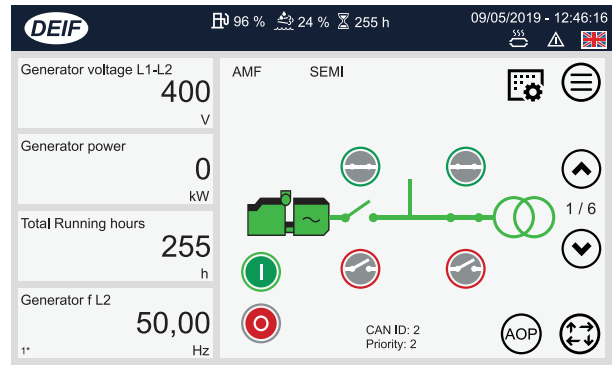 DEIF
96 % 24 % 255 h
09/05/2019 - 12:46:16
Generator voltage L1-L2
400
V
Generator power
0
kW
Total Running hours
255
h
Generator f L2
50,00
1* Hz
AMF SEMI
1 / 6
CAN ID: 2
Priority: 2
AOP